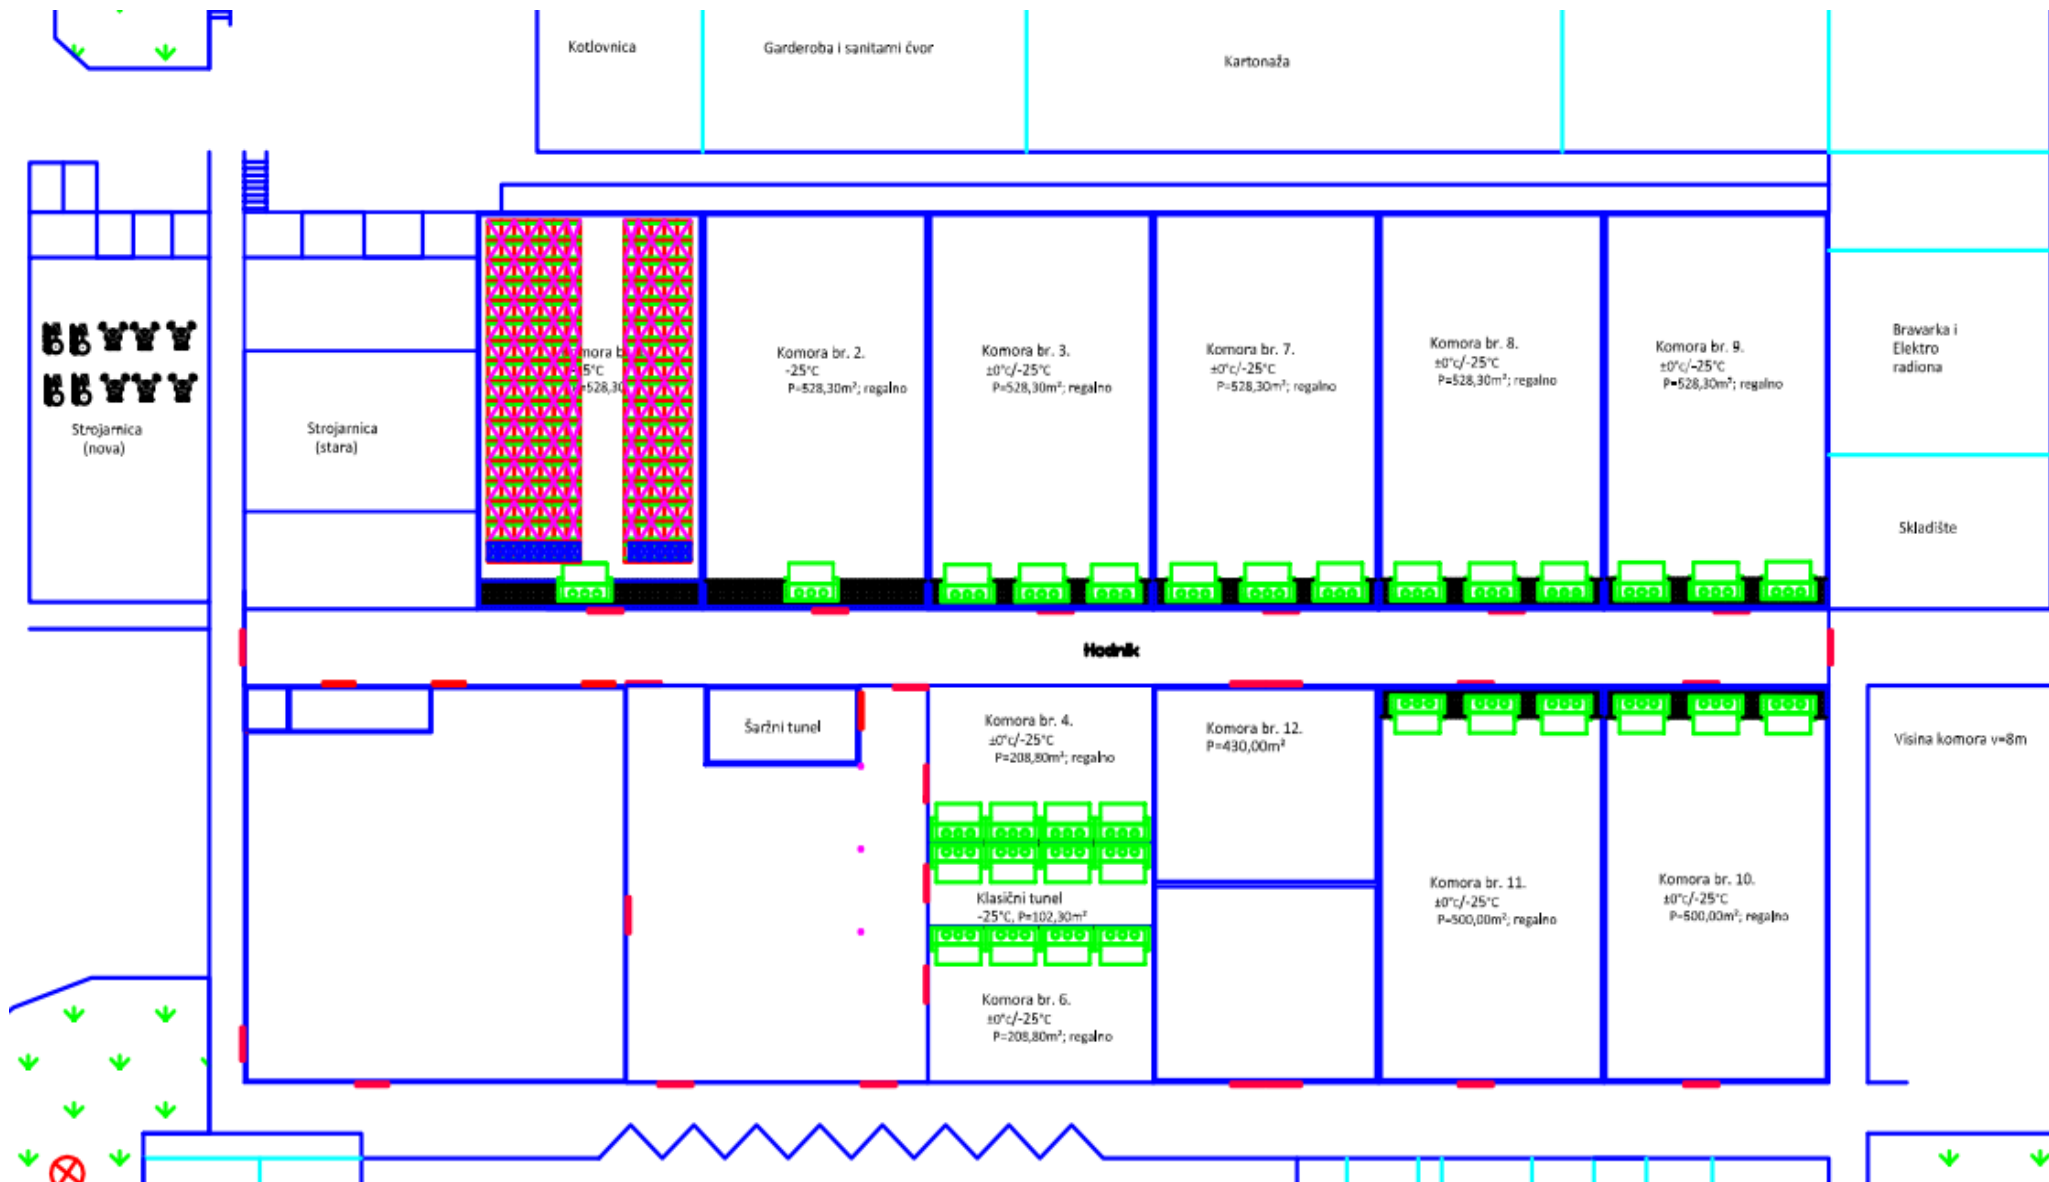 Kotlovnica
Garderoba i sanitarni čvor
Kartonaža
Strojarnica
(nova)
Strojarnica
(stara)
Komora br. 2.
-25°C
P=528,30m²; regalno
Komora br. 3.
±0°c/-25°C
P=528,30m²; regalno
Komora br. 7.
±0°c/-25°C
P=528,30m²; regalno
Komora br. 8.
±0°c/-25°C
P=528,30m²; regalno
Komora br. 9.
±0°c/-25°C
P=528,30m²; regalno
Bravarka i
Elektro
radiona
Skladište
Hodnik
Šaržni tunel
Komora br. 4.
±0°c/-25°C
P=208,80m²; regalno
Komora br. 12.
P=430,00m²
Visina komora v=8m
Klasični tunel
-25°C, P=102,30m²
Komora br. 11.
±0°c/-25°C
P=500,00m²; regalno
Komora br. 10.
±0°c/-25°C
P=500,00m²; regalno
Komora br. 6.
±0°c/-25°C
P=208,80m²; regalno